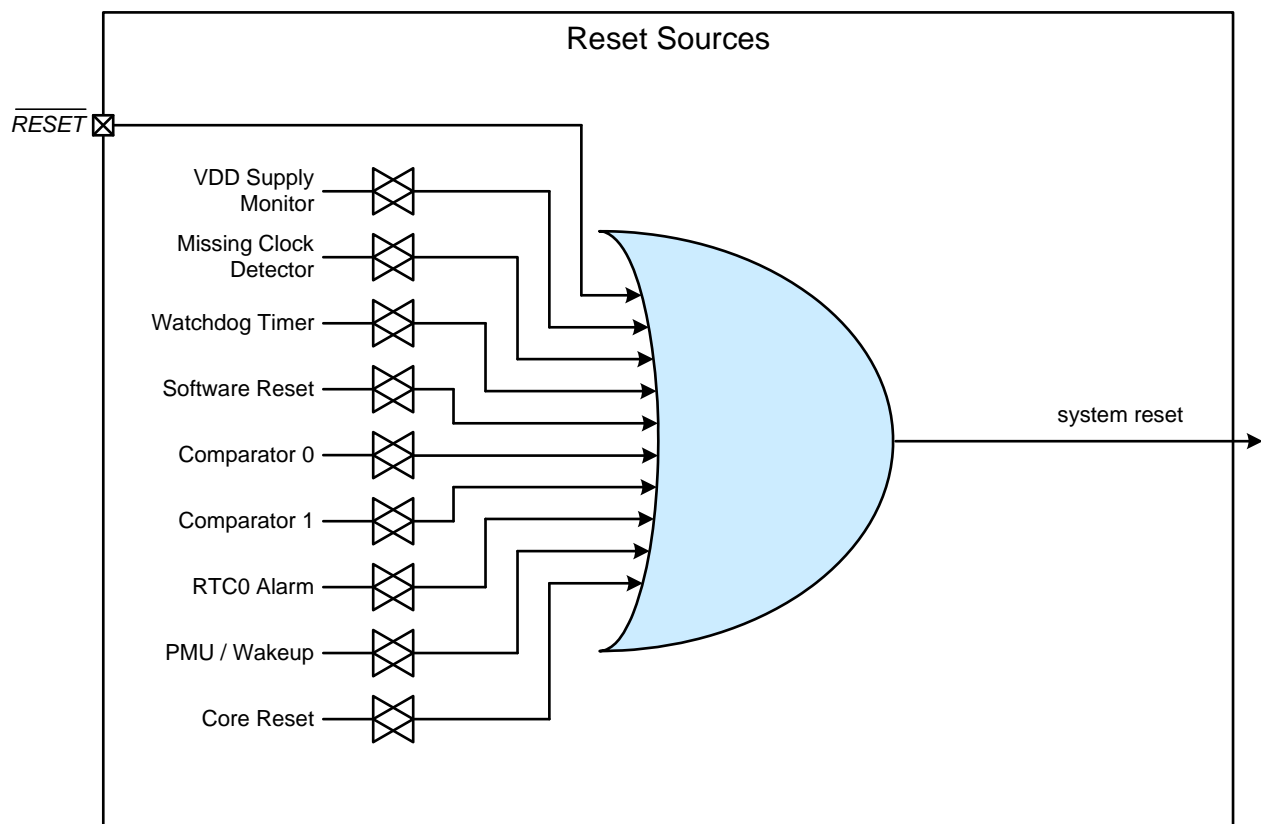 Reset Sources
RESET
VDD Supply
Monitor
Missing Clock
Detector
Watchdog Timer
Software Reset
Comparator 0
system reset
Comparator 1
RTC0 Alarm
PMU / Wakeup
Core Reset